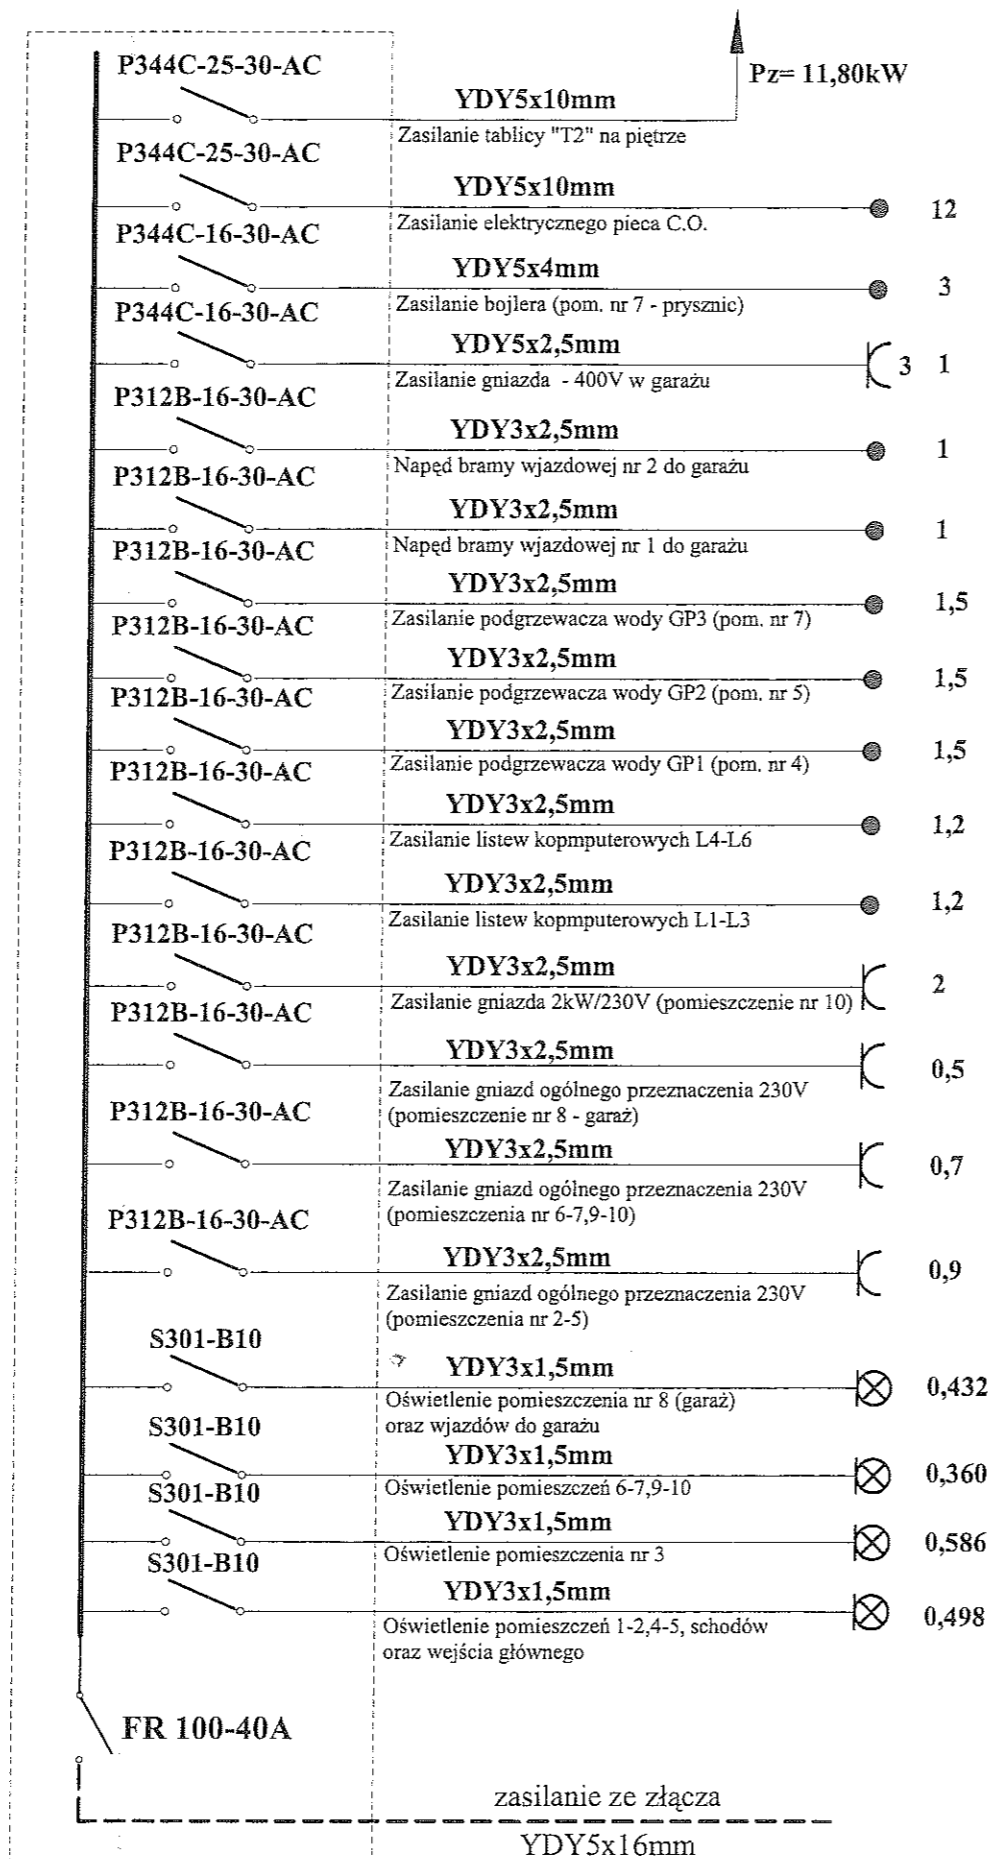 P344C-25-30-AC
Pz= 11,80kW
YDY5x10mm
Zasilanie tablicy "T2" na piętrze
P344C-25-30-AC
YDY5x10mm
12
Zasilanie elektrycznego pieca C.O.
P344C-16-30-AC
YDY5x4mm
3
Zasilanie bojlera (pom. nr 7 - prysznic)
P344C-16-30-AC
YDY5x2,5mm
3 1
Zasilanie gniazda - 400V w garażu
P312B-16-30-AC
YDY3x2,5mm
1
Napęd bramy wjazdowej nr 2 do garażu
P312B-16-30-AC
YDY3x2,5mm
1
Napęd bramy wjazdowej nr 1 do garażu
P312B-16-30-AC
YDY3x2,5mm
1,5
Zasilanie podgrzewacza wody GP3 (pom. nr 7)
P312B-16-30-AC
YDY3x2,5mm
1,5
Zasilanie podgrzewacza wody GP2 (pom. nr 5)
P312B-16-30-AC
YDY3x2,5mm
1,5
Zasilanie podgrzewacza wody GP1 (pom. nr 4)
P312B-16-30-AC
YDY3x2,5mm
1,2
Zasilanie listew kopmputerowych L4-L6
P312B-16-30-AC
YDY3x2,5mm
1,2
Zasilanie listew kopmputerowych L1-L3
P312B-16-30-AC
YDY3x2,5mm
2
Zasilanie gniazda 2kW/230V (pomieszczenie nr 10)
P312B-16-30-AC
YDY3x2,5mm
0,5
Zasilanie gniazd ogólnego przeznaczenia 230V
(pomieszczenie nr 8 - garaż)
P312B-16-30-AC
YDY3x2,5mm
0,7
Zasilanie gniazd ogólnego przeznaczenia 230V
(pomieszczenia nr 6-7,9-10)
P312B-16-30-AC
YDY3x2,5mm
0,9
Zasilanie gniazd ogólnego przeznaczenia 230V
(pomieszczenia nr 2-5)
S301-B10
YDY3x1,5mm
0,432
Oświetlenie pomieszczenia nr 8 (garaż)
oraz wjazdów do garażu
S301-B10
YDY3x1,5mm
0,360
Oświetlenie pomieszczeń 6-7,9-10
S301-B10
YDY3x1,5mm
0,586
Oświetlenie pomieszczenia nr 3
S301-B10
YDY3x1,5mm
0,498
Oświetlenie pomieszczeń 1-2,4-5, schodów
oraz wejścia głównego
FR 100-40A
zasilanie ze złącza
YDY5x16mm